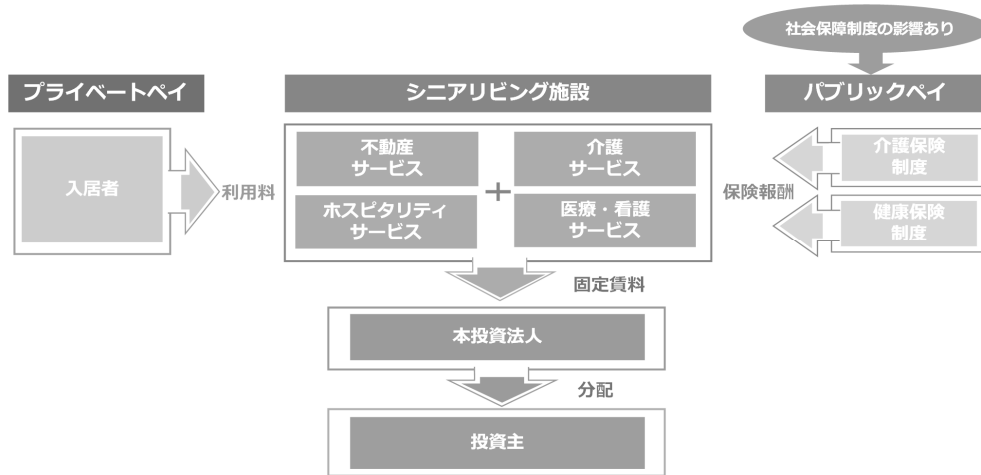 社会保障制度の影響あり
プライベートペイ
シニアリビング施設
パブリックペイ
入居者
利用料
不動産
サービス
介護
サービス
+
ホスピタリティ
サービス
医療・看護
サービス
保険報酬
介護保険
制度
健康保険
制度
固定賃料
本投資法人
分配
投資主